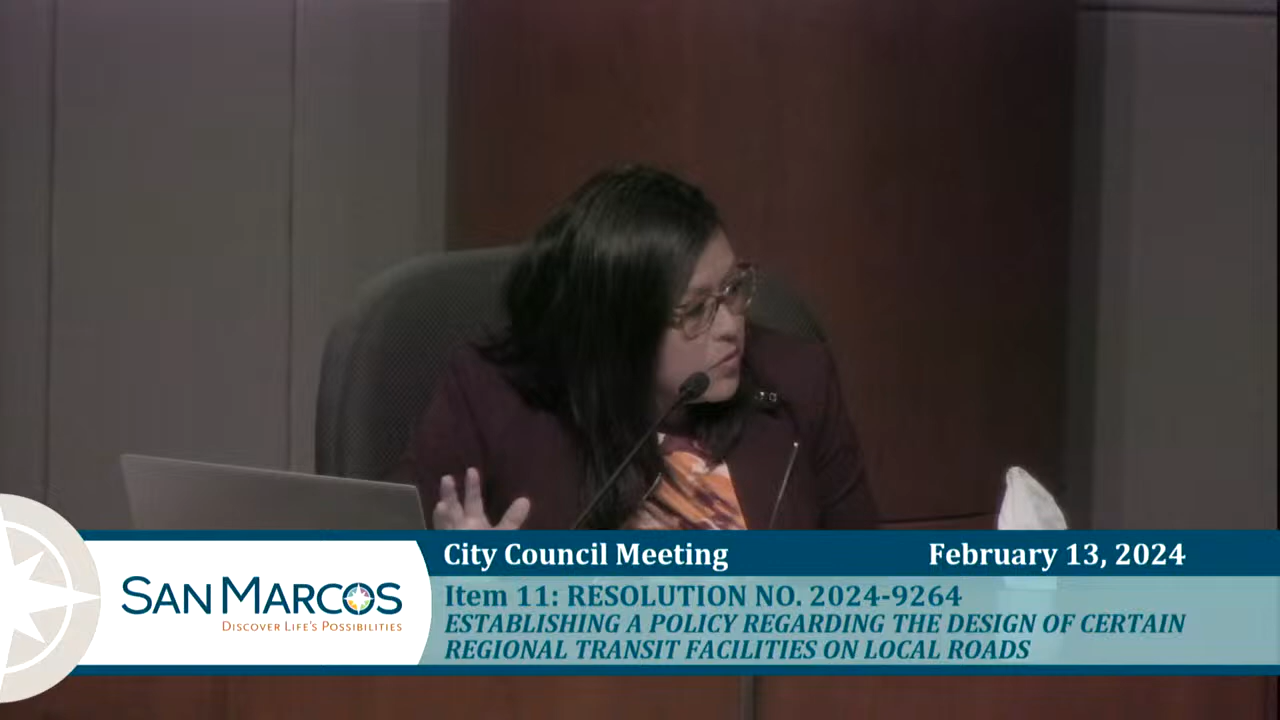 City Council Meeting
February 13, 2024
SAN MARCOS
DISCOVER LIFE'S POSSIBILITIES
Item 11: RESOLUTION NO. 2024-9264
ESTABLISHING A POLICY REGARDING THE DESIGN OF CERTAIN
REGIONAL TRANSIT FACILITIES ON LOCAL ROADS